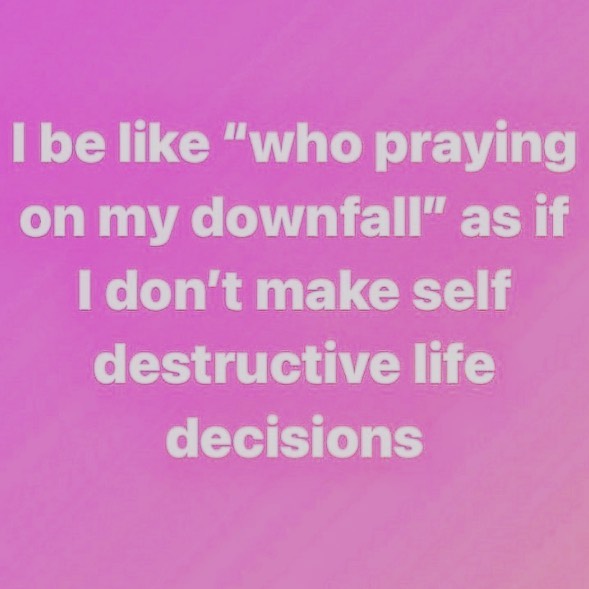 I be like “who praying
on my downfall” as if
I don’t make self
destructive life
decisions